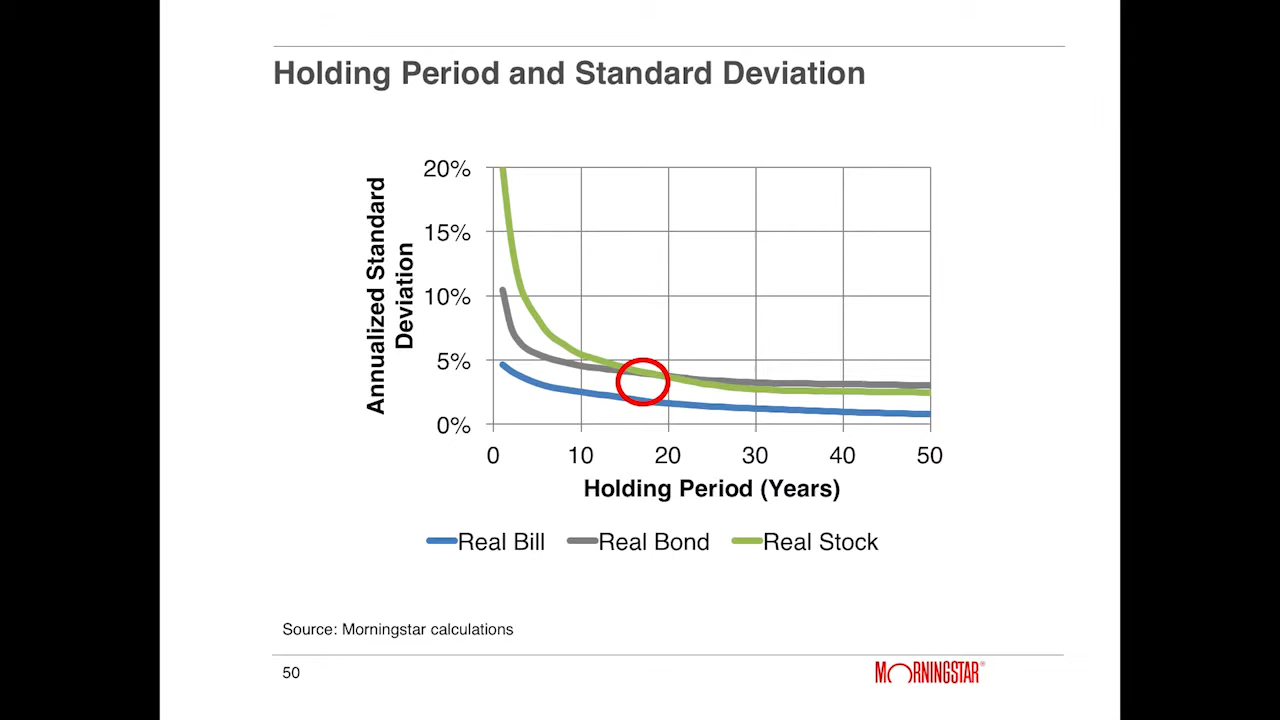 Holding Period and Standard Deviation
Annualized Standard
Deviation
20%
15%
10%
5%
0%
0 10 20 30 40 50
Holding Period (Years)
Real Bill Real Bond Real Stock
Source: Morningstar calculations
50
MORNINGSTAR®